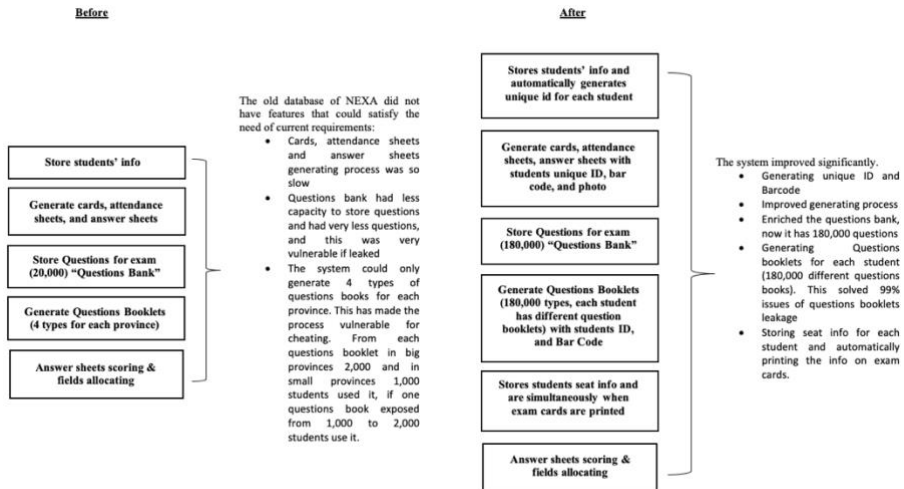 Before
Store students' info
Generate cards, attendance
sheets, and answer sheets
Store Questions for exam
(20,000) "Questions Bank"
Generate Questions Booklets
(4 types for each province)
Answer sheets scoring &
fields allocating
The old database of NEXA did not
have features that could satisfy the
need of current requirements:
• Cards, attendance sheets
and answer sheets
generating process was so
slow
• Questions bank had less
capacity to store questions
and had very less questions,
and this was very
vulnerable if leaked
• The system could only
generate 4 types of
questions books for each
province. This has made the
process vulnerable for
cheating. From each
questions booklet in big
provinces 2,000 and in
small provinces 1,000
students used it, if one
questions book exposed
from 1,000 to 2,000
students use it.
After
Stores students' info and
automatically generates
unique id for each student
Generate cards, attendance
sheets, answer sheets with
students unique ID, bar
code, and photo
Store Questions for exam
(180,000) "Questions Bank"
Generate Questions Booklets
(180,000 types, each student
has different question
booklets) with students ID,
and Bar Code
Stores students seat info and
are simultaneously when
exam cards are printed
Answer sheets scoring &
fields allocating
The system improved significantly.
• Generating unique ID and
Barcode
• Improved generating process
• Enriched the questions bank,
now it has 180,000 questions
• Generating Questions
booklets for each student
(180,000 different questions
books). This solved 99%
issues of questions booklets
leakage
• Storing seat info for each
student and automatically
printing the info on exam
cards.